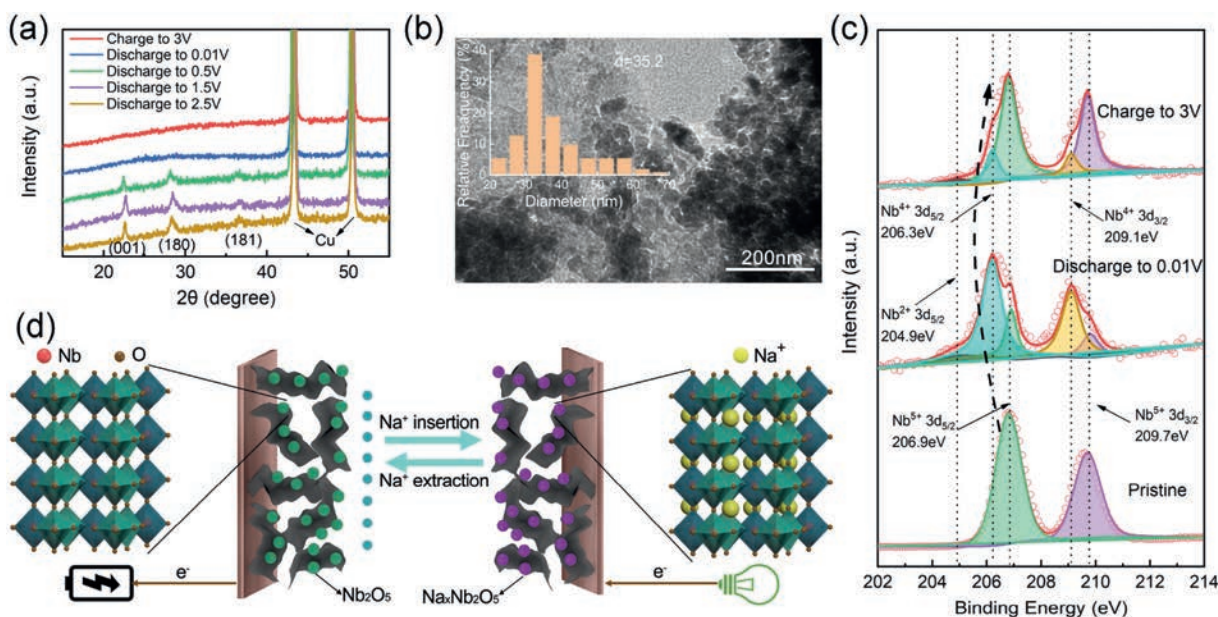 (a)
Charge to 3V
Discharge to 0.01V
Discharge to 0.5V
Discharge to 1.5V
Discharge to 2.5V
Intensity (a.u.)
(001)
(180)
(181)
Cu
20
30
40
50
2θ (degree)
(b)
Relative Freaquency(%)
40
30
20
10
0
d=35.2
20 30 40 50 60 70
Diameter (nm)
200nm
(c)
Charge to 3V
Nb⁴⁺ 3d₅/₂
206.3eV
Nb⁴⁺ 3d₃/₂
209.1eV
Discharge to 0.01V
Nb²⁺ 3d₅/₂
204.9eV
Nb⁵⁺ 3d₅/₂
206.9eV
Nb⁵⁺ 3d₃/₂
209.7eV
Pristine
Intensity (a.u.)
202 204 206 208 210 212 214
Binding Energy (eV)
(d)
Nb
O
Na⁺
Na⁺ insertion
Na⁺ extraction
e⁻
e⁻
Nb₂O₅
NaₓNb₂O₅